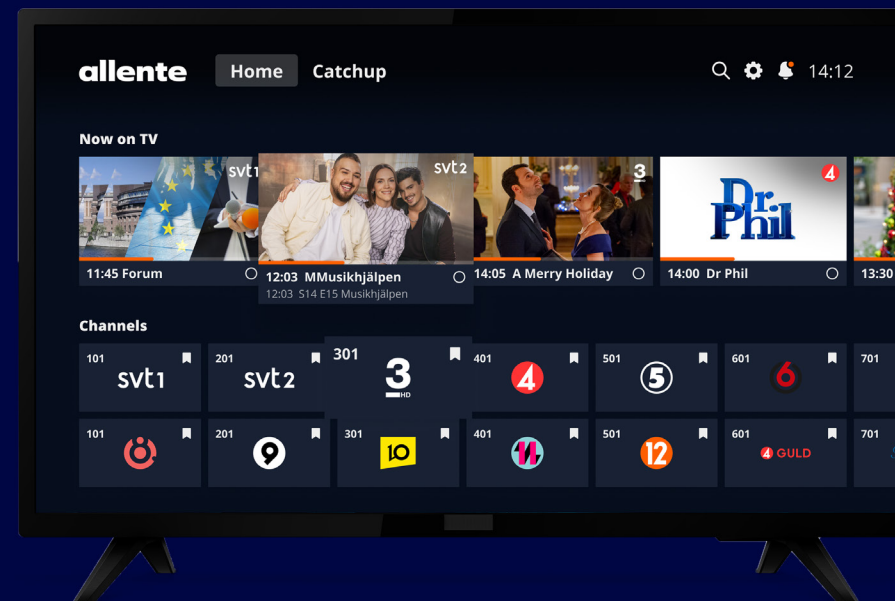 allente Home Catchup 14:12
Now on TV
svt1 svt2 3 4 Dr. Phil
11:45 Forum 12:03 MMusikhjälpen 14:05 A Merry Holiday 14:00 Dr Phil 13:30
12:03 S14 E15 Musikhjälpen
Channels
101 201 301 401 501 601 701
svt1 svt2 3 HD 4 5 6
101 201 301 401 501 601 701
9 10 11 12 4 GULD